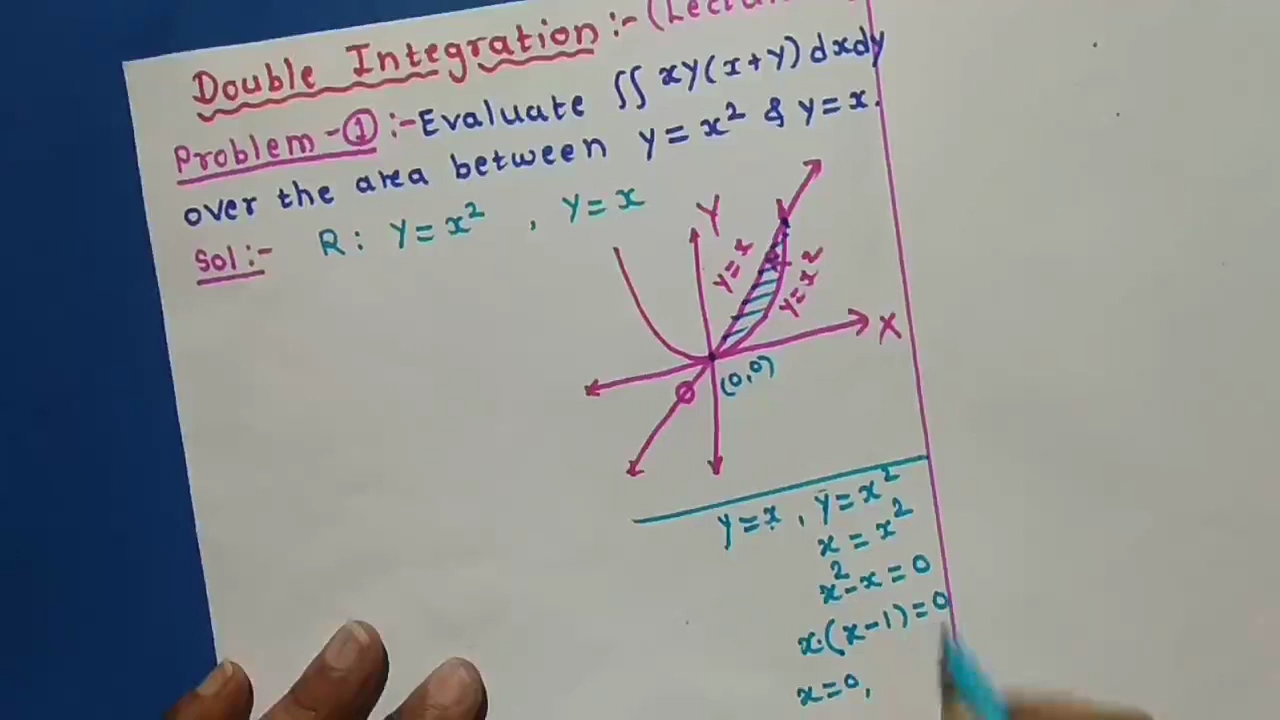 Double Integration:-
Problem-①:-Evaluate ∬ xy(x+y) dxdy
over the area between y=x² & y=x.
Sol:- R: y=x² , y=x
Y
y=x
y=x²
X
(0,0)
y=x , y=x²
x=x²
x²-x=0
x.(x-1)=0
x=0,